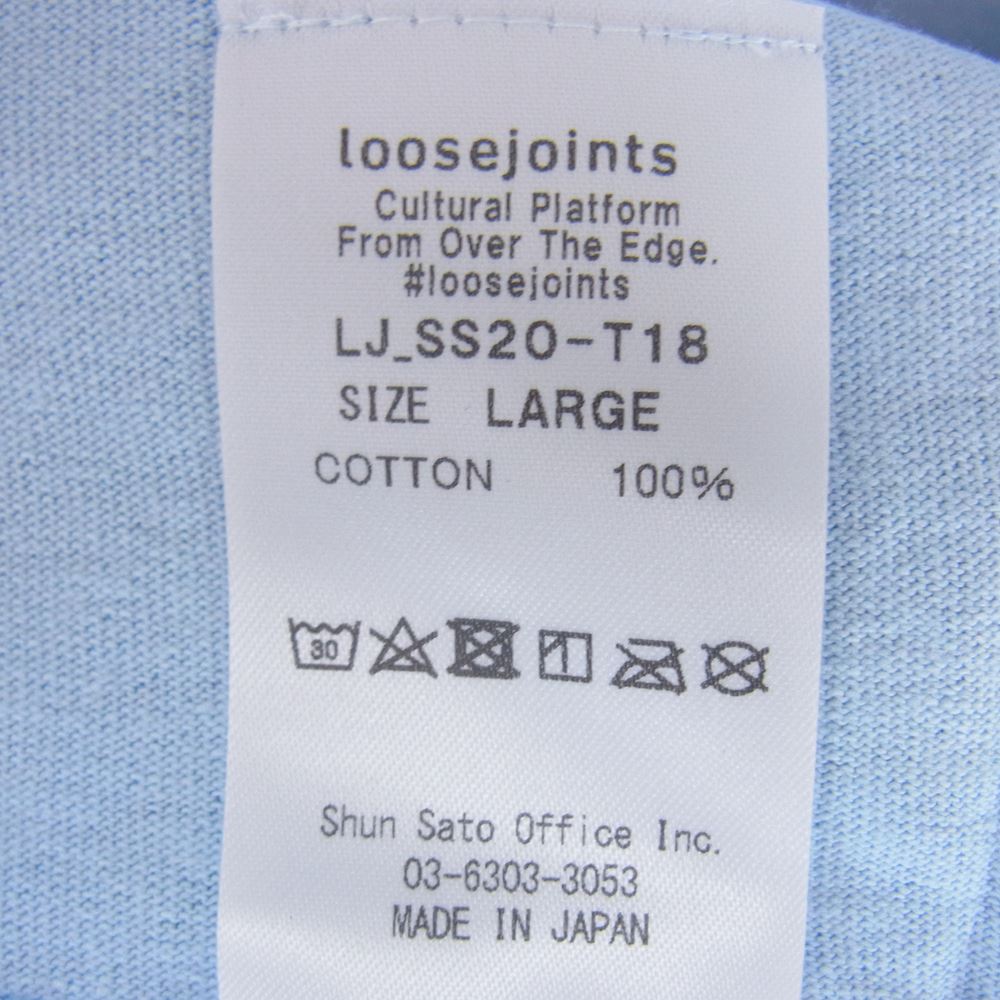 loosejoints
Cultural Platform
From Over The Edge.
#loosejoints
LJ_SS20-T18
SIZE LARGE
COTTON 100%
30
Shun Sato Office Inc.
03-6303-3053
MADE IN JAPAN